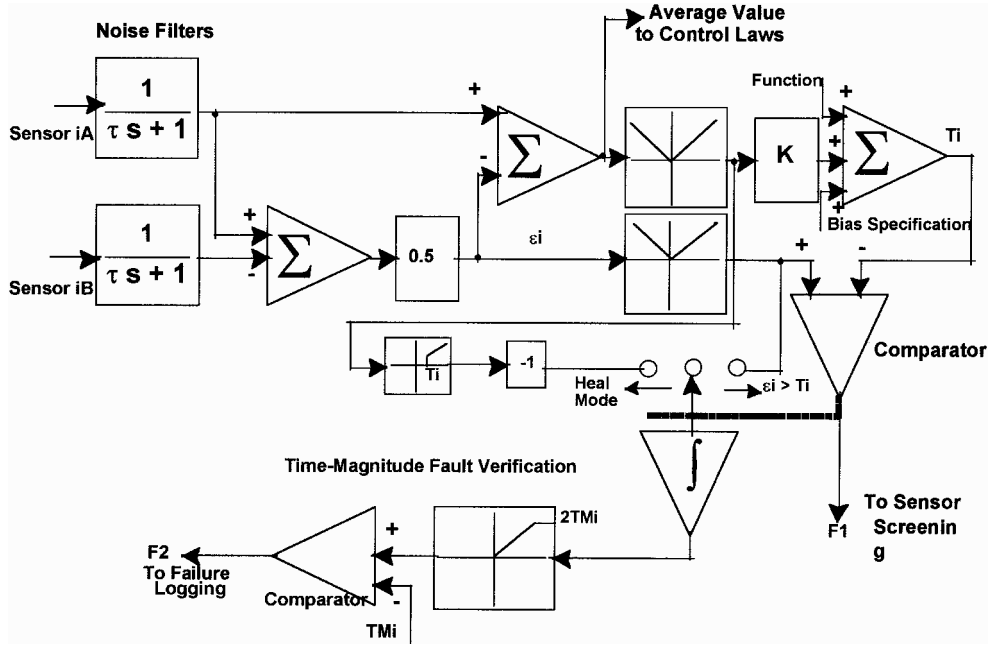 Average Value
to Control Laws
Noise Filters
Function
1
τ s + 1
Sensor iA
+
-
Σ
K
+
+
+
Σ
Ti
Bias Specification
1
τ s + 1
Sensor iB
+
-
Σ
0.5
εi
+
-
Comparator
Ti
-1
Heal
Mode
εi > Ti
∫
Time-Magnitude Fault Verification
To Sensor
Screenin
g
F1
2TMi
F2
To Failure
Logging
+
-
Comparator
TMi